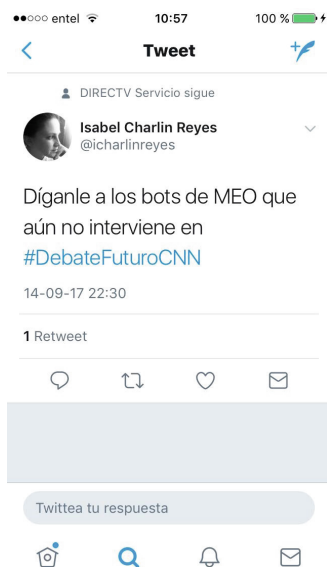 entel 10:57 100 %
Tweet
DIRECTV Servicio sigue
Isabel Charlin Reyes
@icharlinreyes
Díganle a los bots de MEO que
aún no interviene en
#DebateFuturoCNN
14-09-17 22:30
1 Retweet
Twittea tu respuesta